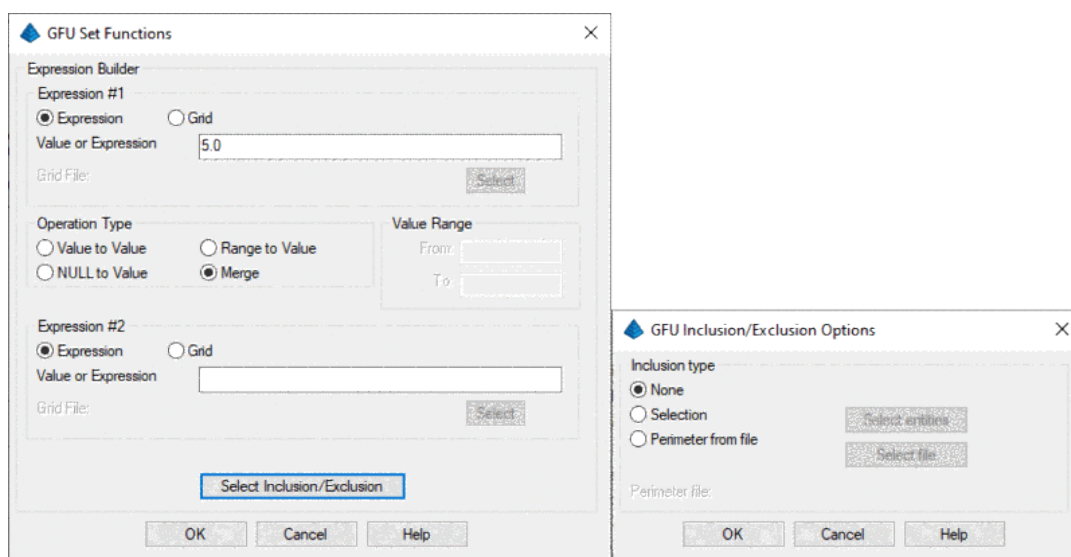 GFU Set Functions
Expression Builder
Expression #1
Expression Grid
Value or Expression 5.0
Grid File: Select
Operation Type Value Range
Value to Value Range to Value From:
NULL to Value Merge To
Expression #2
Expression Grid
Value or Expression
Grid File: Select
Select Inclusion/Exclusion
OK Cancel Help
GFU Inclusion/Exclusion Options
Inclusion type
None
Selection Select entities
Perimeter from file Select file
Perimeter file:
OK Cancel Help